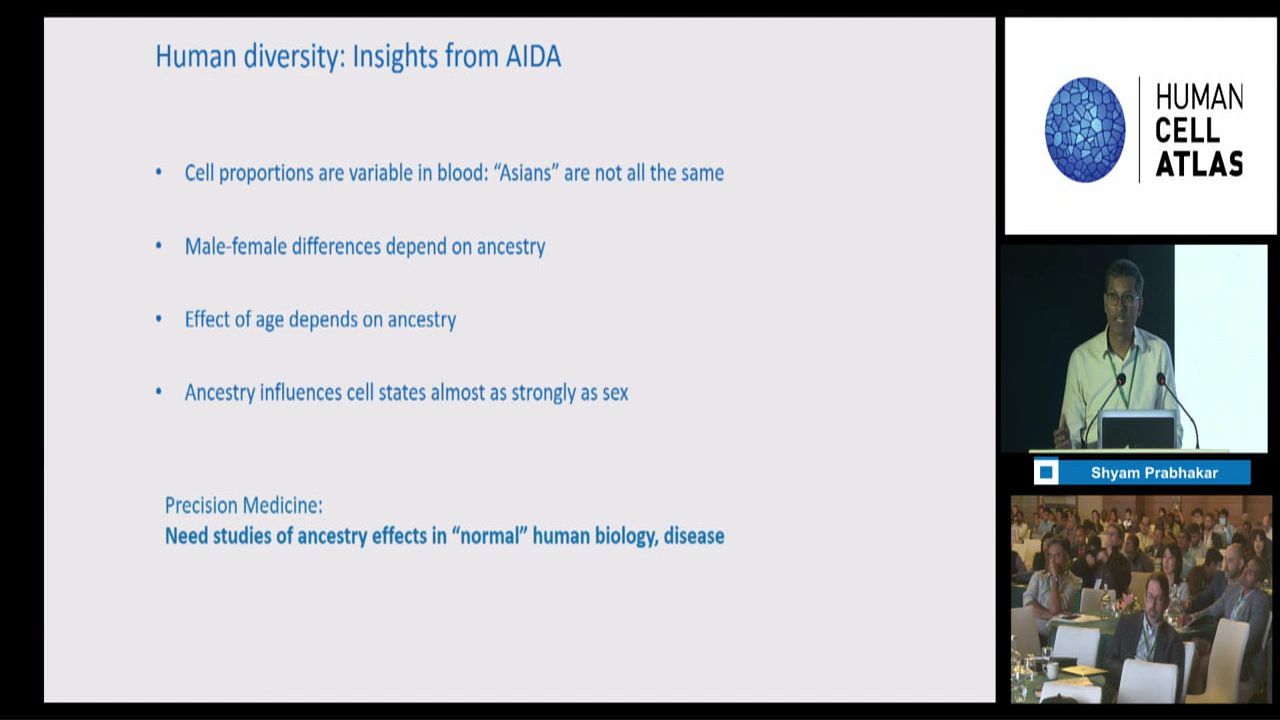 Human diversity: Insights from AIDA
• Cell proportions are variable in blood: “Asians” are not all the same
• Male-female differences depend on ancestry
• Effect of age depends on ancestry
• Ancestry influences cell states almost as strongly as sex
Precision Medicine:
Need studies of ancestry effects in “normal” human biology, disease
HUMAN
CELL
ATLAS
Shyam Prabhakar